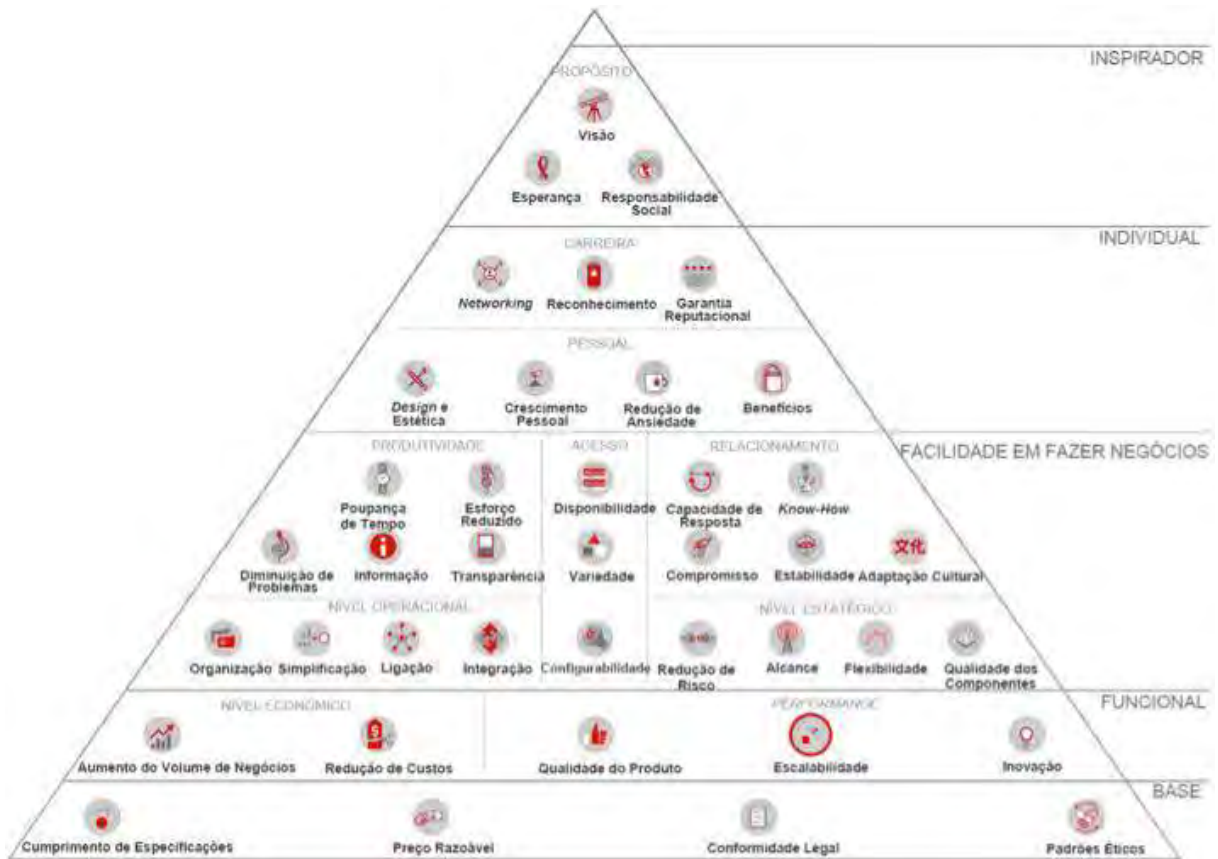 INSPIRADOR
PROPÓSITO
Visão
Esperança
Responsabilidade
Social
INDIVIDUAL
CARREIRA
Networking
Reconhecimento
Garantia
Reputacional
PESSOAL
Design e
Estética
Crescimento
Pessoal
Redução de
Ansiedade
Benefícios
FACILIDADE EM FAZER NEGÓCIOS
PRODUTIVIDADE
ACESSO
RELACIONAMENTO
Poupança
de Tempo
Esforço
Reduzido
Disponibilidade
Capacidade de
Resposta
Know-How
文化
Diminuição de
Problemas
Informação
Transparência
Variedade
Compromisso
Estabilidade
Adaptação Cultural
NÍVEL OPERACIONAL
NÍVEL ESTATÉGICO
Organização
Simplificação
Ligação
Integração
Configurabilidade
Redução de
Risco
Alcance
Flexibilidade
Qualidade dos
Componentes
FUNCIONAL
NÍVEL ECONÓMICO
PERFORMANCE
Aumento do Volume de Negócios
Redução de Custos
Qualidade do Produto
Escalabilidade
Inovação
BASE
Cumprimento de Especificações
Preço Razoável
Conformidade Legal
Padrões Éticos